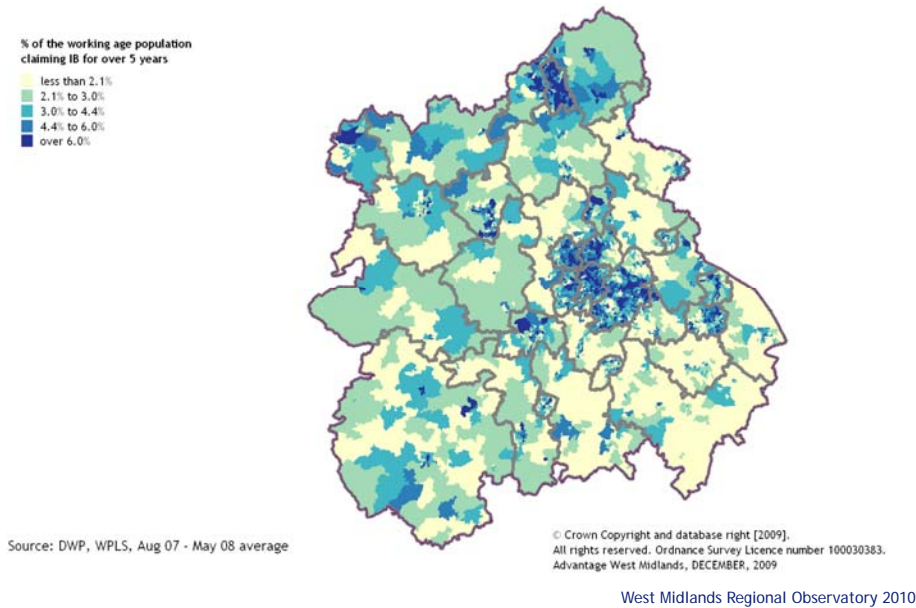 % of the working age population
claiming IB for over 5 years
less than 2.1%
2.1% to 3.0%
3.0% to 4.4%
4.4% to 6.0%
over 6.0%
Source: DWP, WPLS, Aug 07 - May 08 average
© Crown Copyright and database right [2009].
All rights reserved. Ordnance Survey Licence number 100030383.
Advantage West Midlands, DECEMBER, 2009
West Midlands Regional Observatory 2010